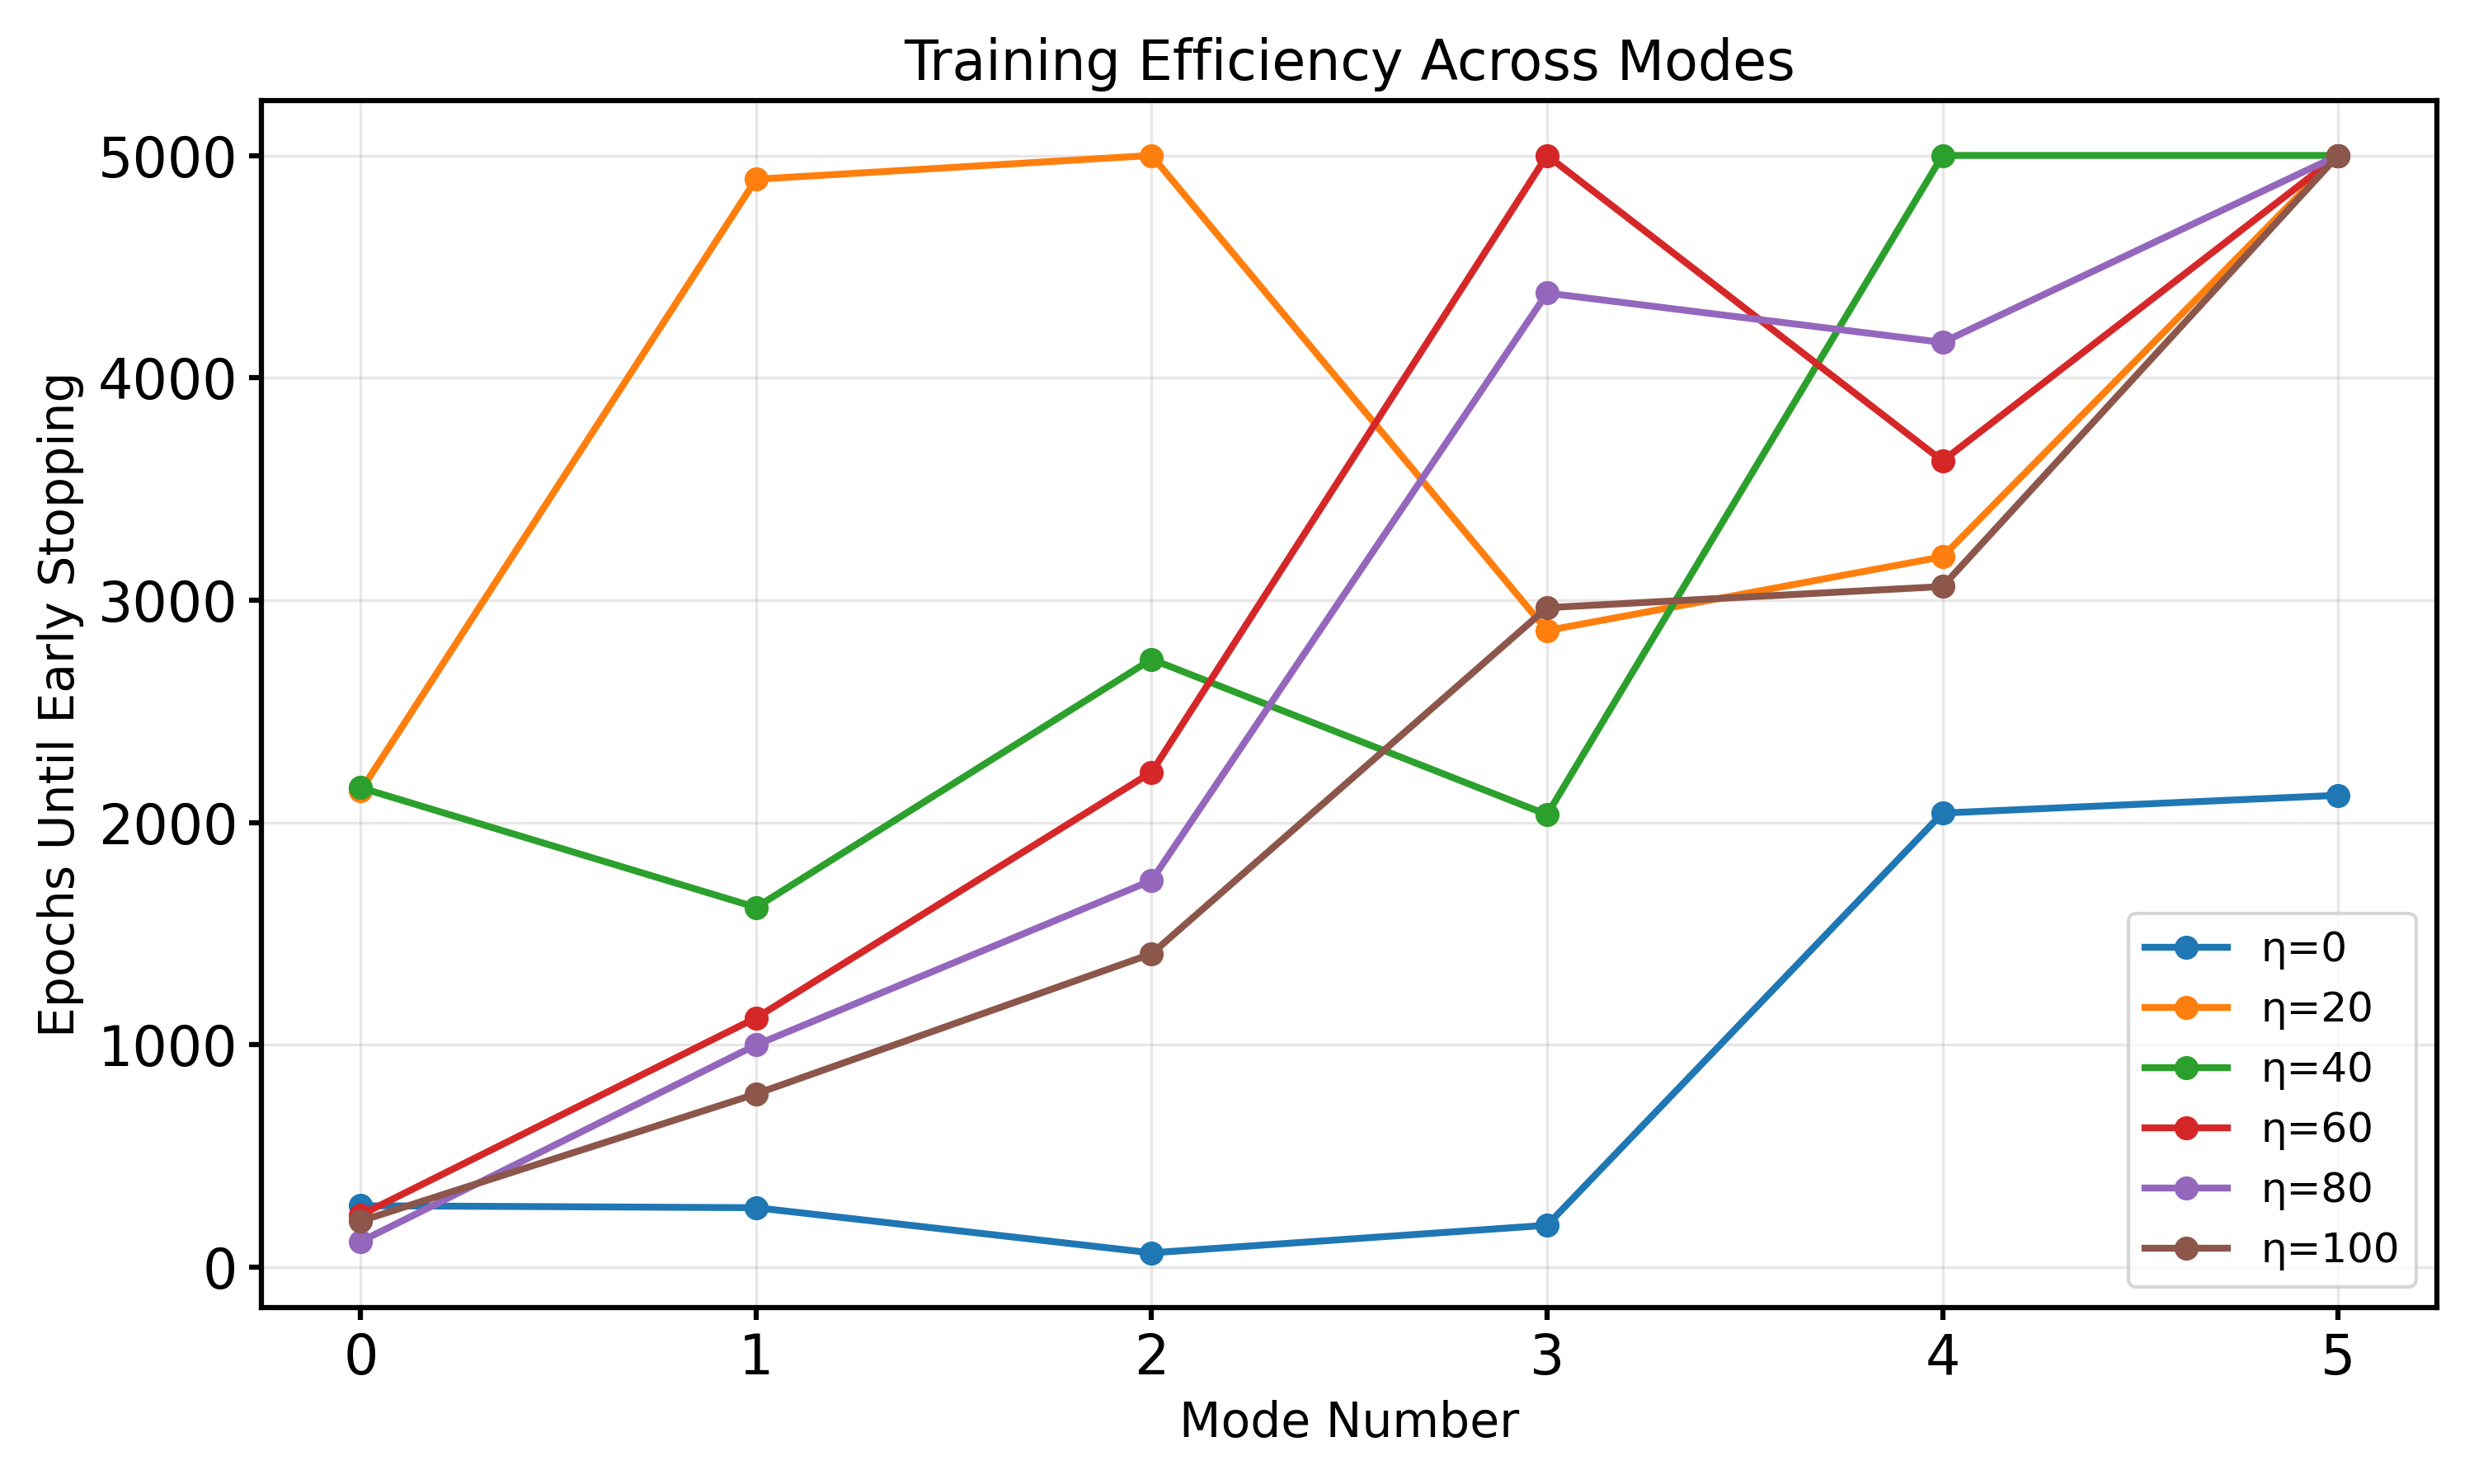 Training Efficiency Across Modes
Epochs Until Early Stopping
5000
4000
3000
2000
1000
0
0 1 2 3 4 5
Mode Number
η=0
η=20
η=40
η=60
η=80
η=100